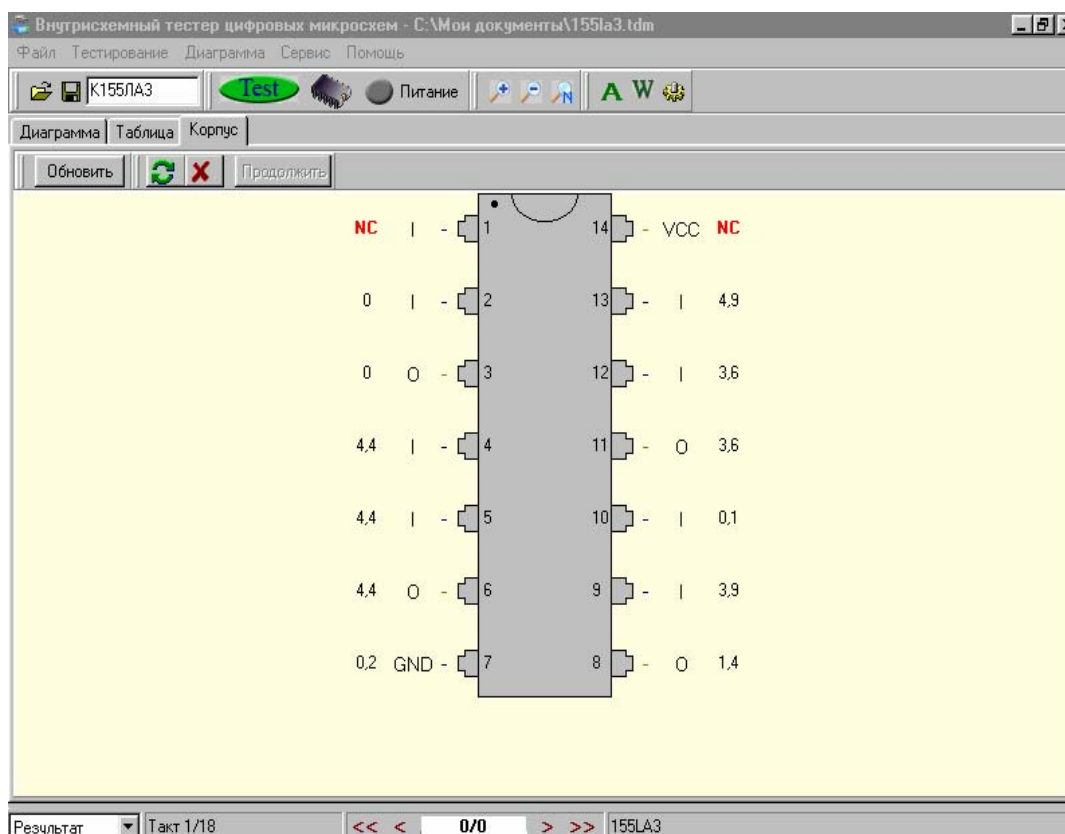 Внутрисхемный тестер цифровых микросхем - C:\Мои документы\155la3.tdm
Файл Тестирование Диаграмма Сервис Помощь
К155ЛА3 Test Питание N A W
Диаграмма Таблица Корпус
Обновить Продолжить
NC I - 1 14 - VCC NC
0 I - 2 13 - I 4,9
0 O - 3 12 - I 3,6
4,4 I - 4 11 - O 3,6
4,4 I - 5 10 - I 0,1
4,4 O - 6 9 - I 3,9
0,2 GND - 7 8 - O 1,4
Результат Такт 1/18 << < 0/0 > >> 155LA3